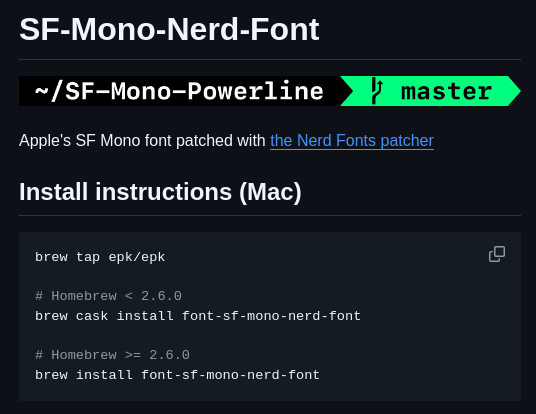 SF-Mono-Nerd-Font
~/SF-Mono-Powerline master
Apple's SF Mono font patched with the Nerd Fonts patcher
Install instructions (Mac)
brew tap epk/epk
# Homebrew < 2.6.0
brew cask install font-sf-mono-nerd-font
# Homebrew >= 2.6.0
brew install font-sf-mono-nerd-font